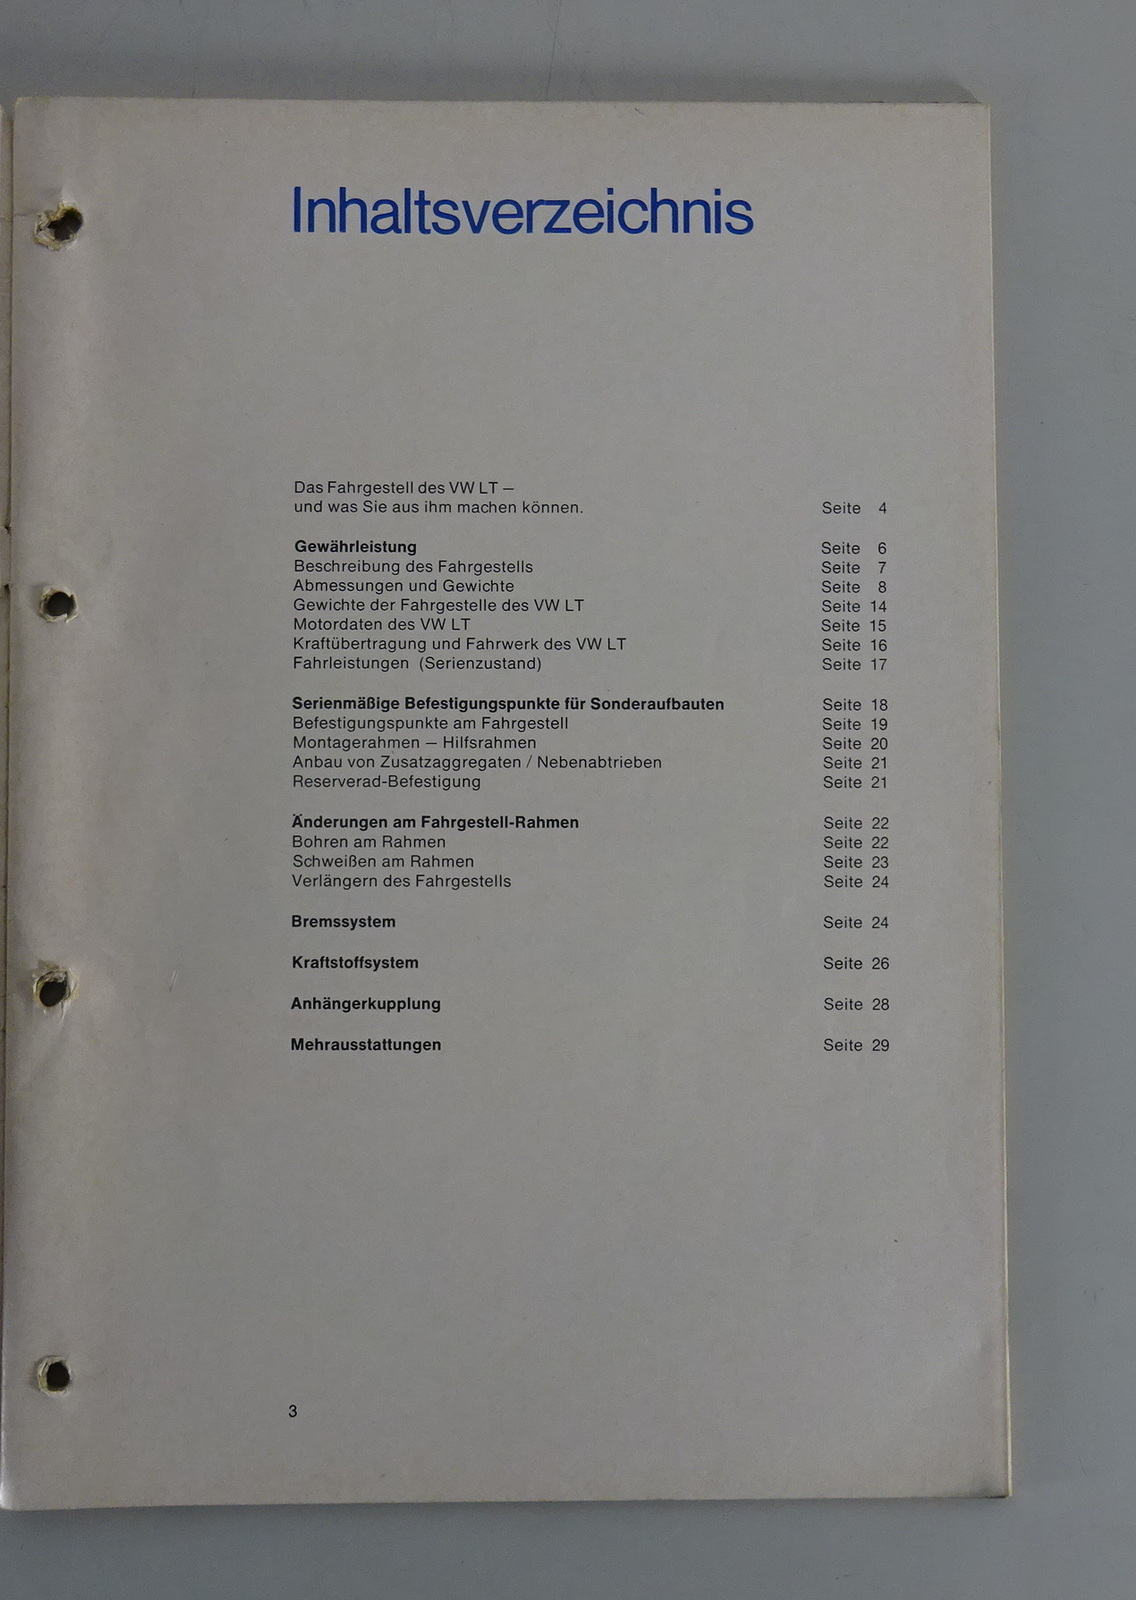 Inhaltsverzeichnis
Das Fahrgestell des VW LT –
und was Sie aus ihm machen können. Seite 4
Gewährleistung Seite 6
Beschreibung des Fahrgestells Seite 7
Abmessungen und Gewichte Seite 8
Gewichte der Fahrgestelle des VW LT Seite 14
Motordaten des VW LT Seite 15
Kraftübertragung und Fahrwerk des VW LT Seite 16
Fahrleistungen (Serienzustand) Seite 17
Serienmäßige Befestigungspunkte für Sonderaufbauten Seite 18
Befestigungspunkte am Fahrgestell Seite 19
Montagerahmen – Hilfsrahmen Seite 20
Anbau von Zusatzaggregaten / Nebenabtrieben Seite 21
Reserverad-Befestigung Seite 21
Änderungen am Fahrgestell-Rahmen Seite 22
Bohren am Rahmen Seite 22
Schweißen am Rahmen Seite 23
Verlängern des Fahrgestells Seite 24
Bremssystem Seite 24
Kraftstoffsystem Seite 26
Anhängerkupplung Seite 28
Mehrausstattungen Seite 29
3